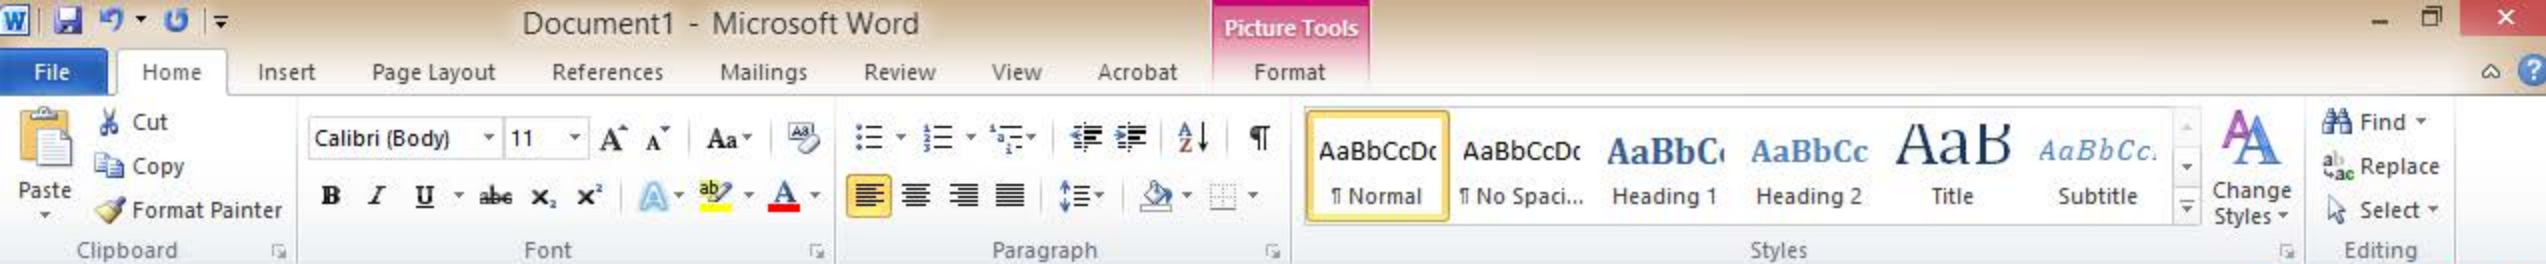 Document1 - Microsoft Word
Picture Tools
File Home Insert Page Layout References Mailings Review View Acrobat Format
Paste
Cut
Copy
Format Painter
Clipboard
Calibri (Body) 11 Aa
B I U abc x₂ x²
Font
Paragraph
AaBbCcDc AaBbCcDc AaBbC AaBbCc AaB AaBbCc.
¶ Normal ¶ No Spaci... Heading 1 Heading 2 Title Subtitle
Change
Styles
Styles
Find
Replace
Select
Editing